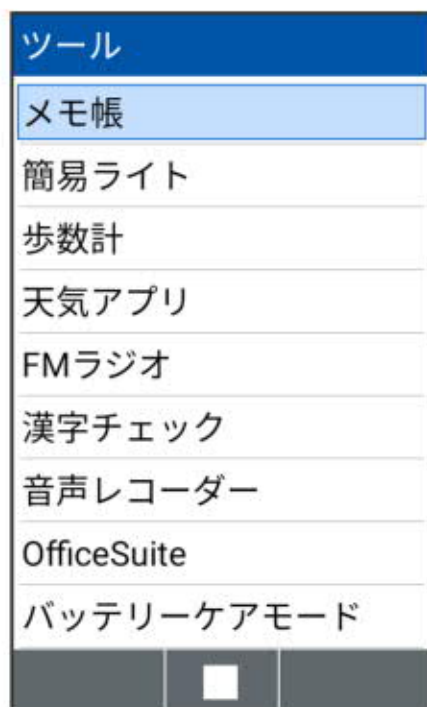 ツール
メモ帳
簡易ライト
歩数計
天気アプリ
FMラジオ
漢字チェック
音声レコーダー
OfficeSuite
バッテリーケアモード